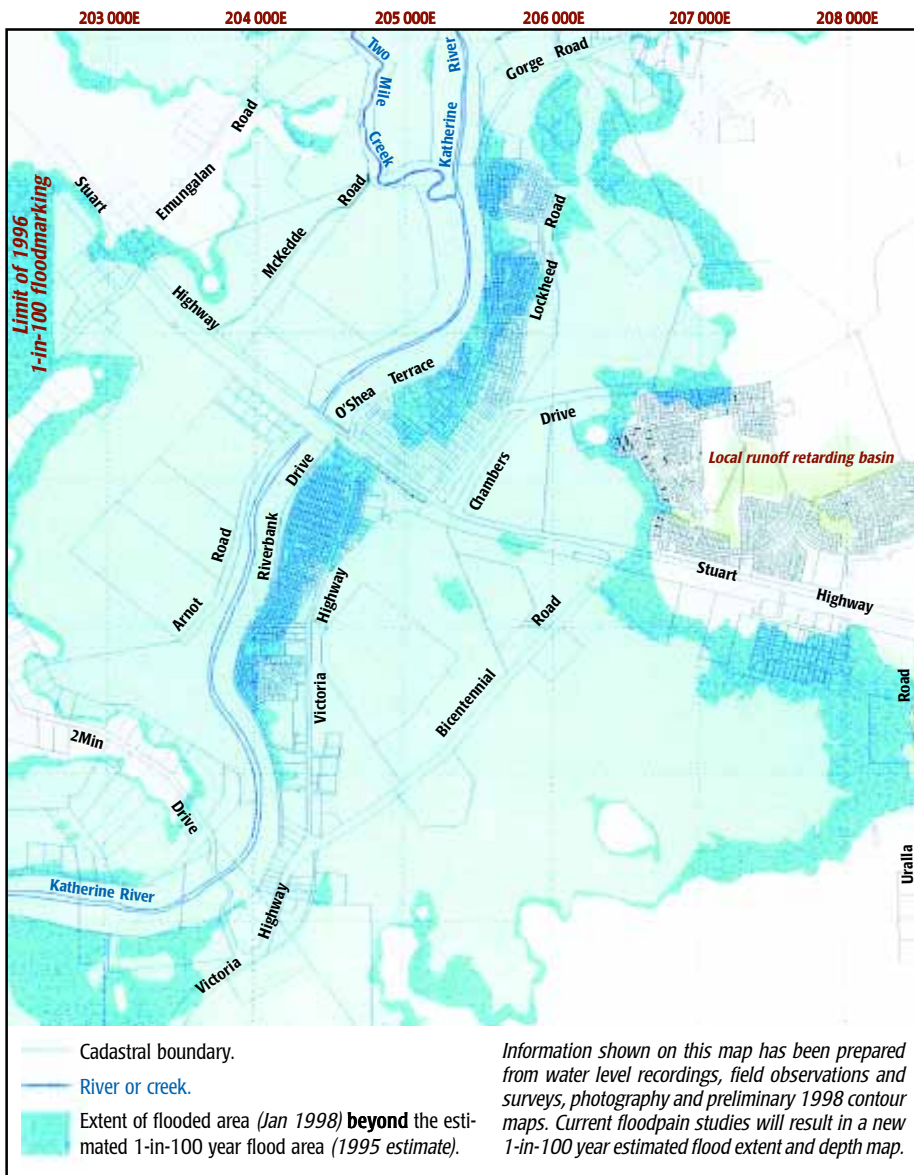 203 000E 204 000E 205 000E 206 000E 207 000E 208 000E
Two
Mile
Creek
Katherine
River
Gorge Road
Road
Emungalan
Stuart
Highway
Limit of 1996
1-in-100 floodmarking
McKedde
Road
Road
Lockheed
O'Shea Terrace
Drive
Chambers
Local runoff retarding basin
Drive
Riverbank
Road
Arnot
Highway
Victoria
Stuart
Highway
Road
Bicentennial
Road
Uralla
2Min
Drive
Katherine River
Highway
Victoria
Cadastral boundary.
River or creek.
Extent of flooded area (Jan 1998) beyond the esti-
mated 1-in-100 year flood area (1995 estimate).
Information shown on this map has been prepared
from water level recordings, field observations and
surveys, photography and preliminary 1998 contour
maps. Current floodpain studies will result in a new
1-in-100 year estimated flood extent and depth map.